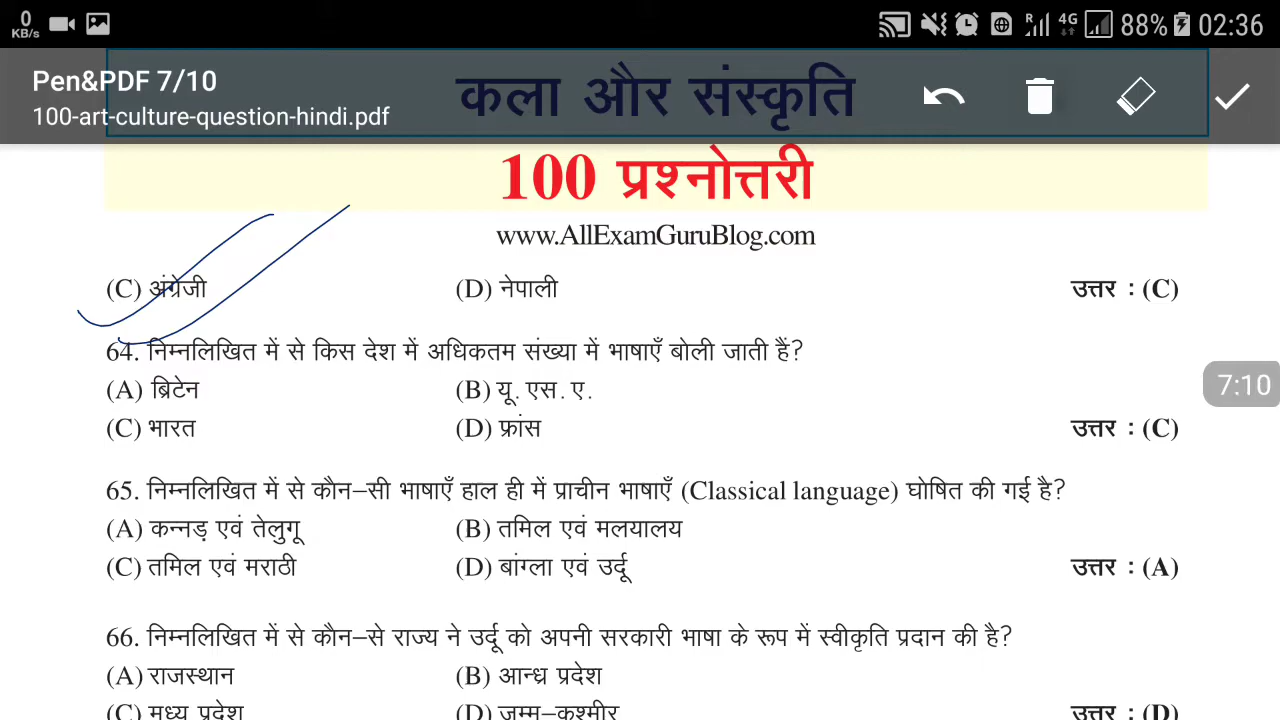 0
KB/s
R
4G
88%
02:36
Pen&PDF 7/10
100-art-culture-question-hindi.pdf
कला और संस्कृति
100 प्रश्नोत्तरी
www.AllExamGuruBlog.com
(C) अंग्रेजी (D) नेपाली उत्तर : (C)
64. निम्नलिखित में से किस देश में अधिकतम संख्या में भाषाएँ बोली जाती हैं?
(A) ब्रिटेन (B) यू. एस. ए.
(C) भारत (D) फ्रांस उत्तर : (C)
7:10
65. निम्नलिखित में से कौन–सी भाषाएँ हाल ही में प्राचीन भाषाएँ (Classical language) घोषित की गई है?
(A) कन्नड़ एवं तेलुगू (B) तमिल एवं मलयालय
(C) तमिल एवं मराठी (D) बांग्ला एवं उर्दू उत्तर : (A)
66. निम्नलिखित में से कौन–से राज्य ने उर्दू को अपनी सरकारी भाषा के रूप में स्वीकृति प्रदान की है?
(A) राजस्थान (B) आन्ध्र प्रदेश
(C) मध्य प्रदेश (D) जम्मू–कश्मीर उत्तर : (D)